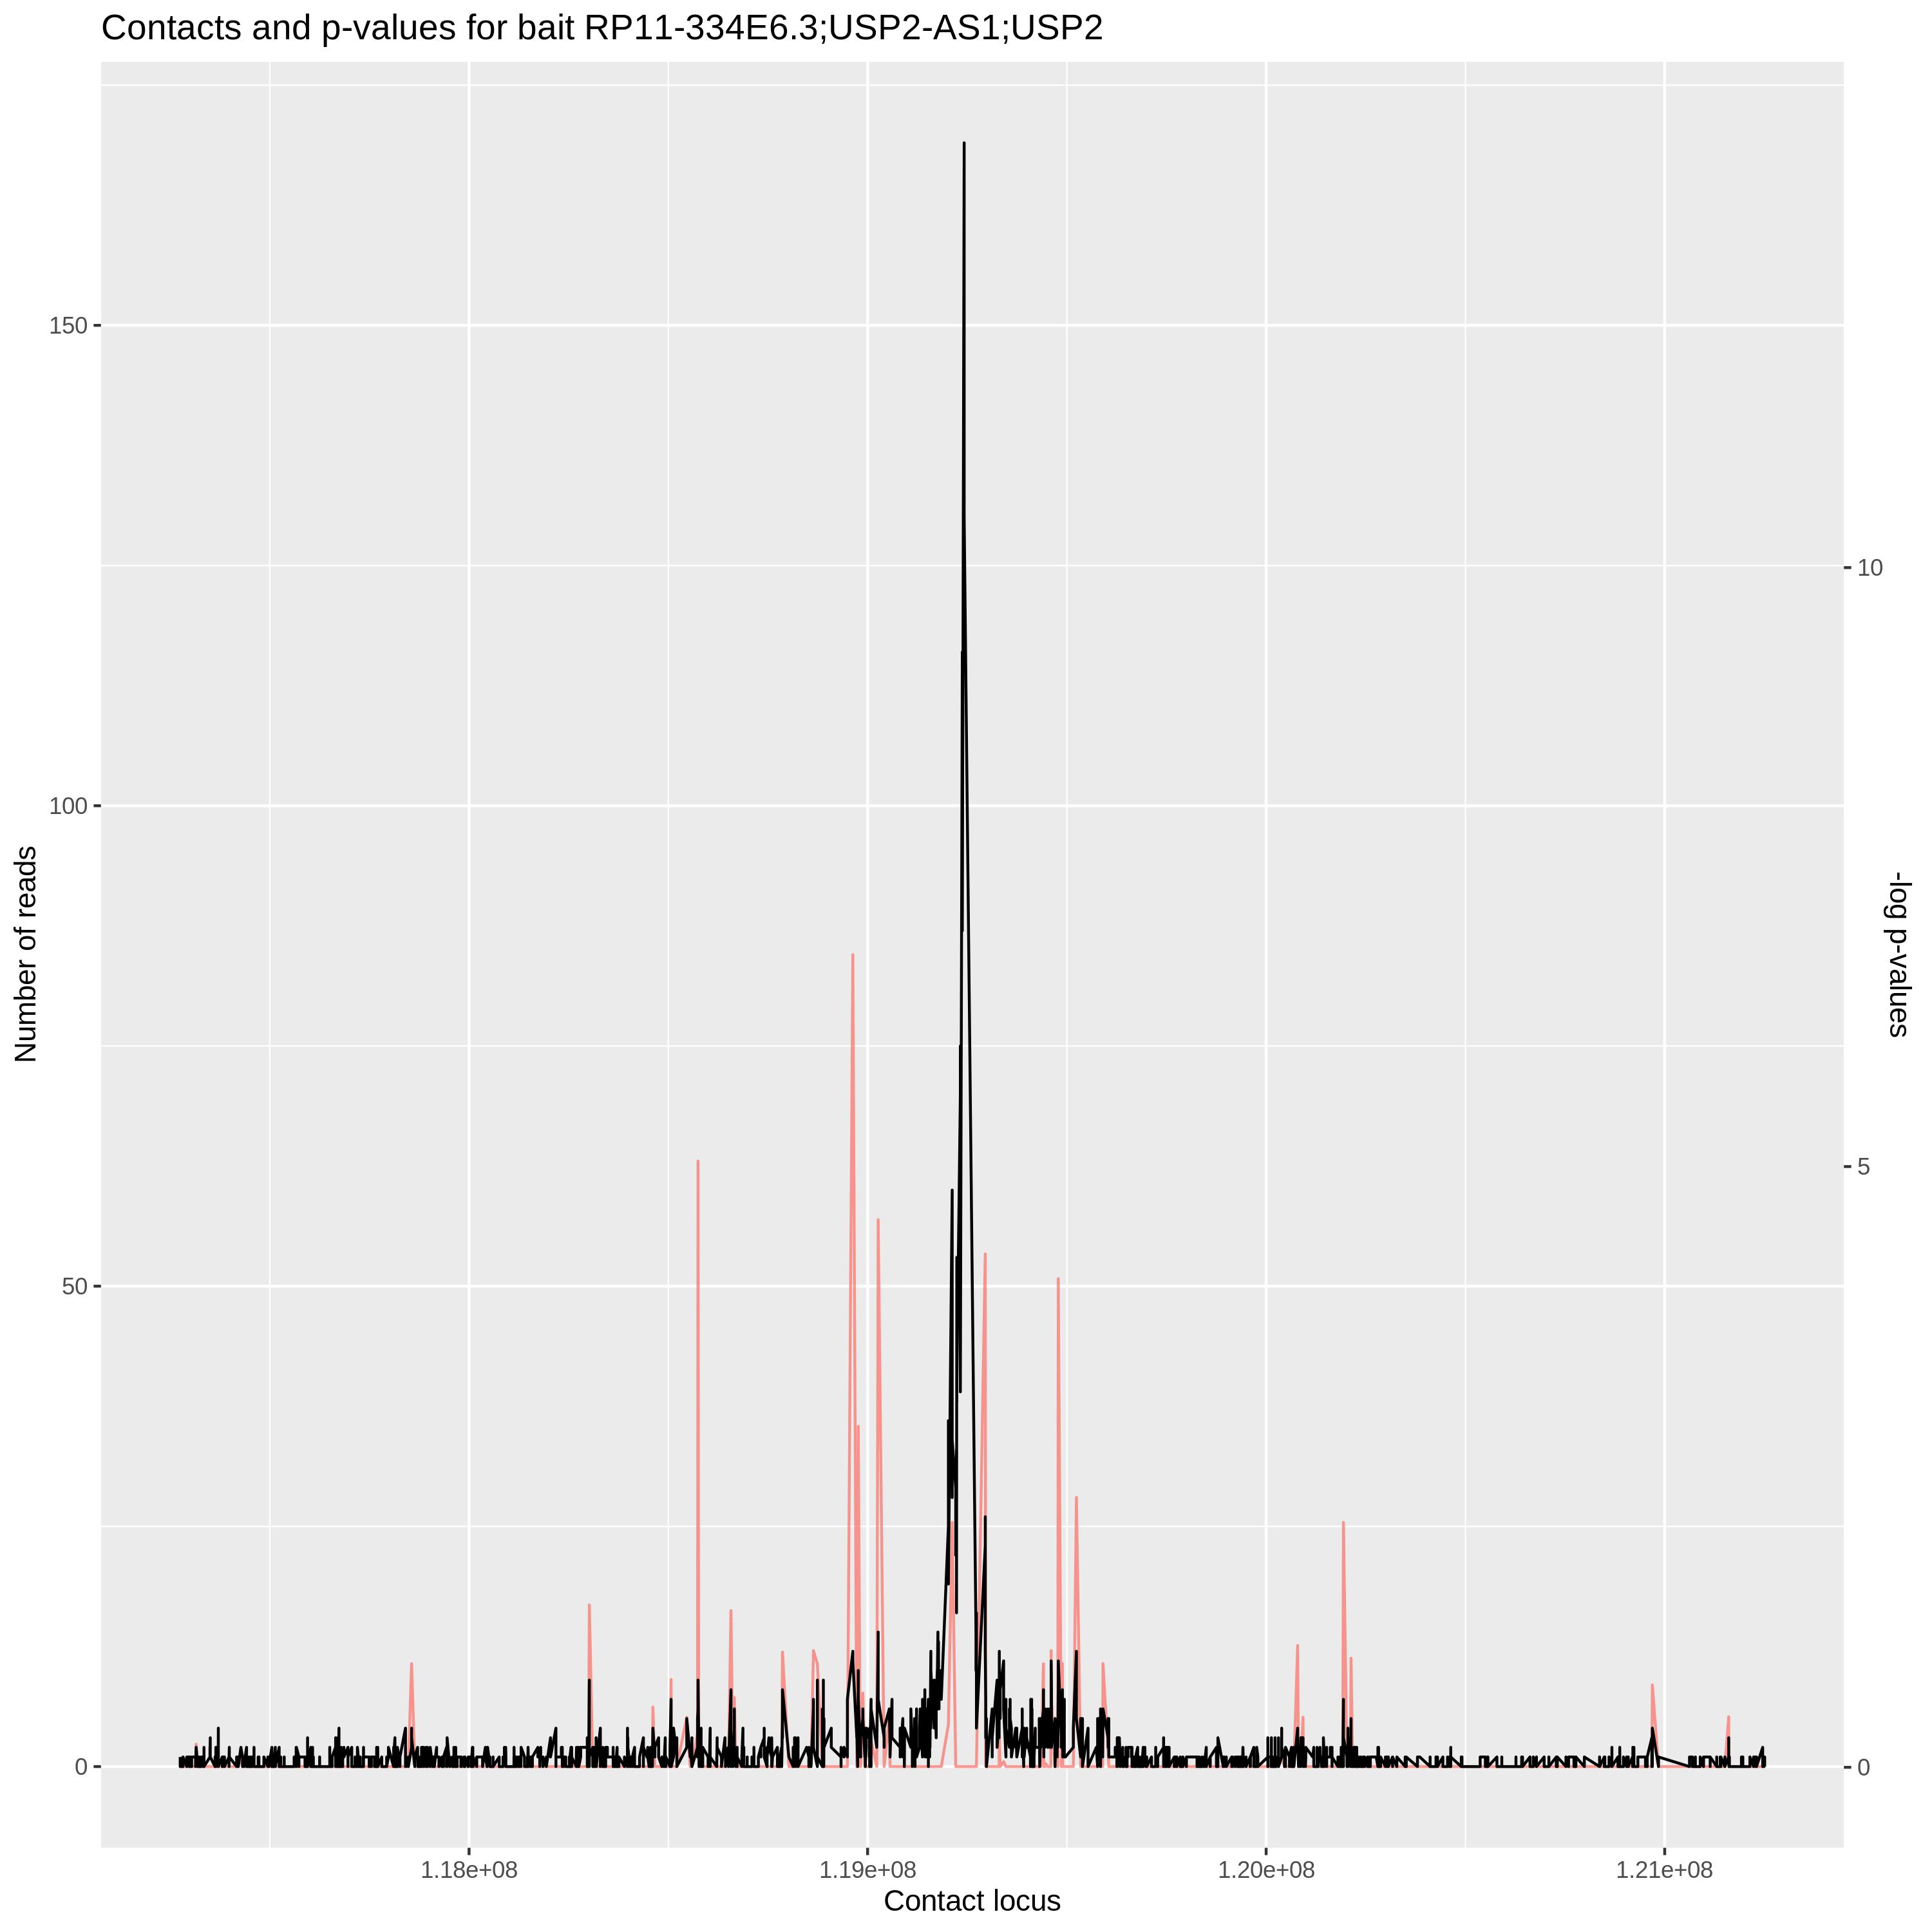 Contacts and p-values for bait RP11-334E6.3;USP2-AS1;USP2
150
100
50
0
Number of reads
10
5
0
-log p-values
1.18e+08 1.19e+08 1.20e+08 1.21e+08
Contact locus